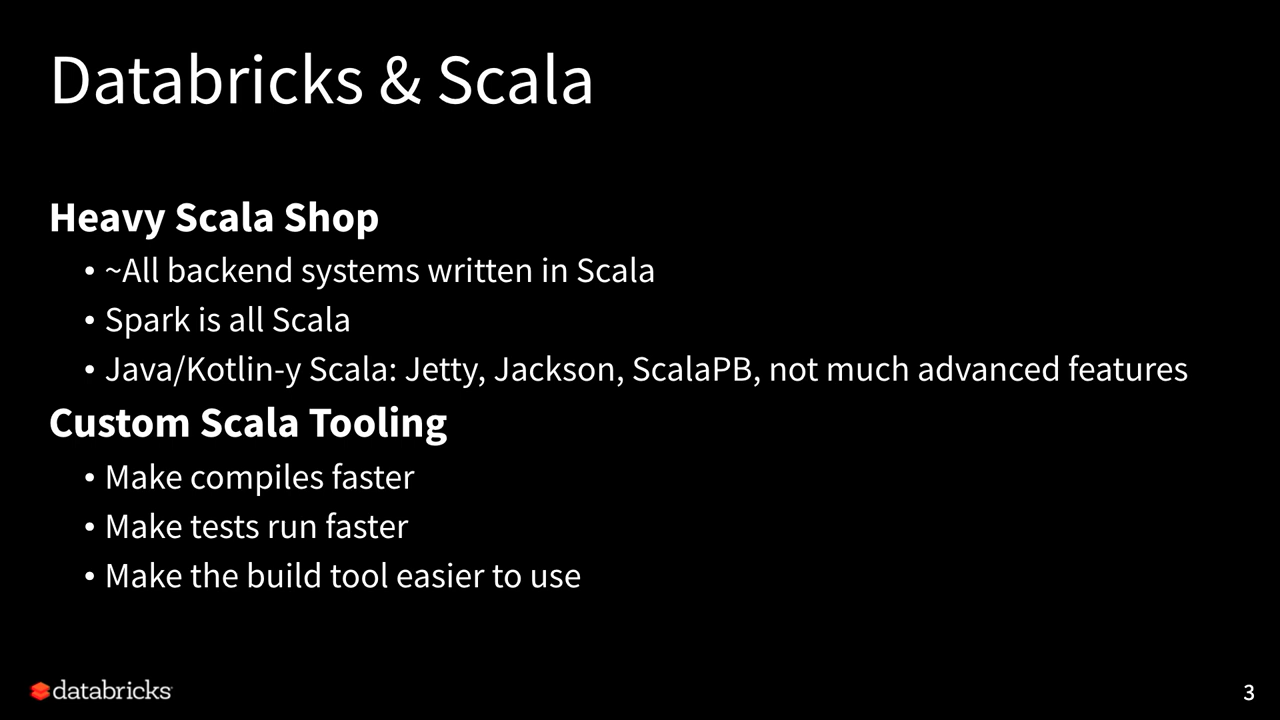 Databricks & Scala
Heavy Scala Shop
• ~All backend systems written in Scala
• Spark is all Scala
• Java/Kotlin-y Scala: Jetty, Jackson, ScalaPB, not much advanced features
Custom Scala Tooling
• Make compiles faster
• Make tests run faster
• Make the build tool easier to use
databricks
3